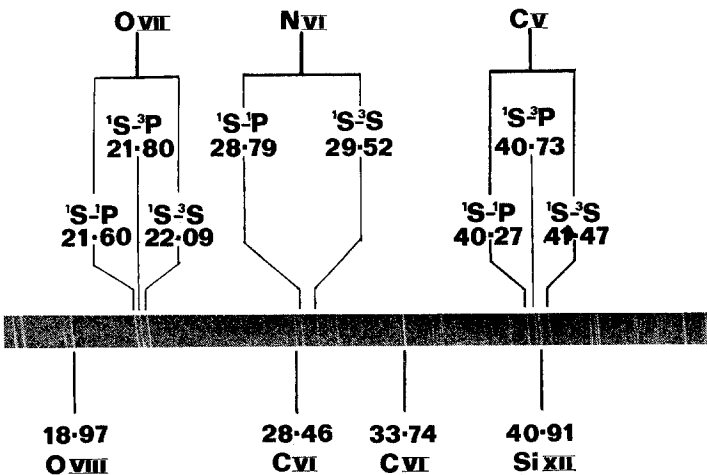 O VII N VI C V
¹S-³P ¹S-¹P ¹S-³S ¹S-³P
21·80 28·79 29·52 40·73
¹S-¹P ¹S-³S ¹S-¹P ¹S-³S
21·60 22·09 40·27 41·47
18·97 28·46 33·74 40·91
O VIII C VI C VI Si XII